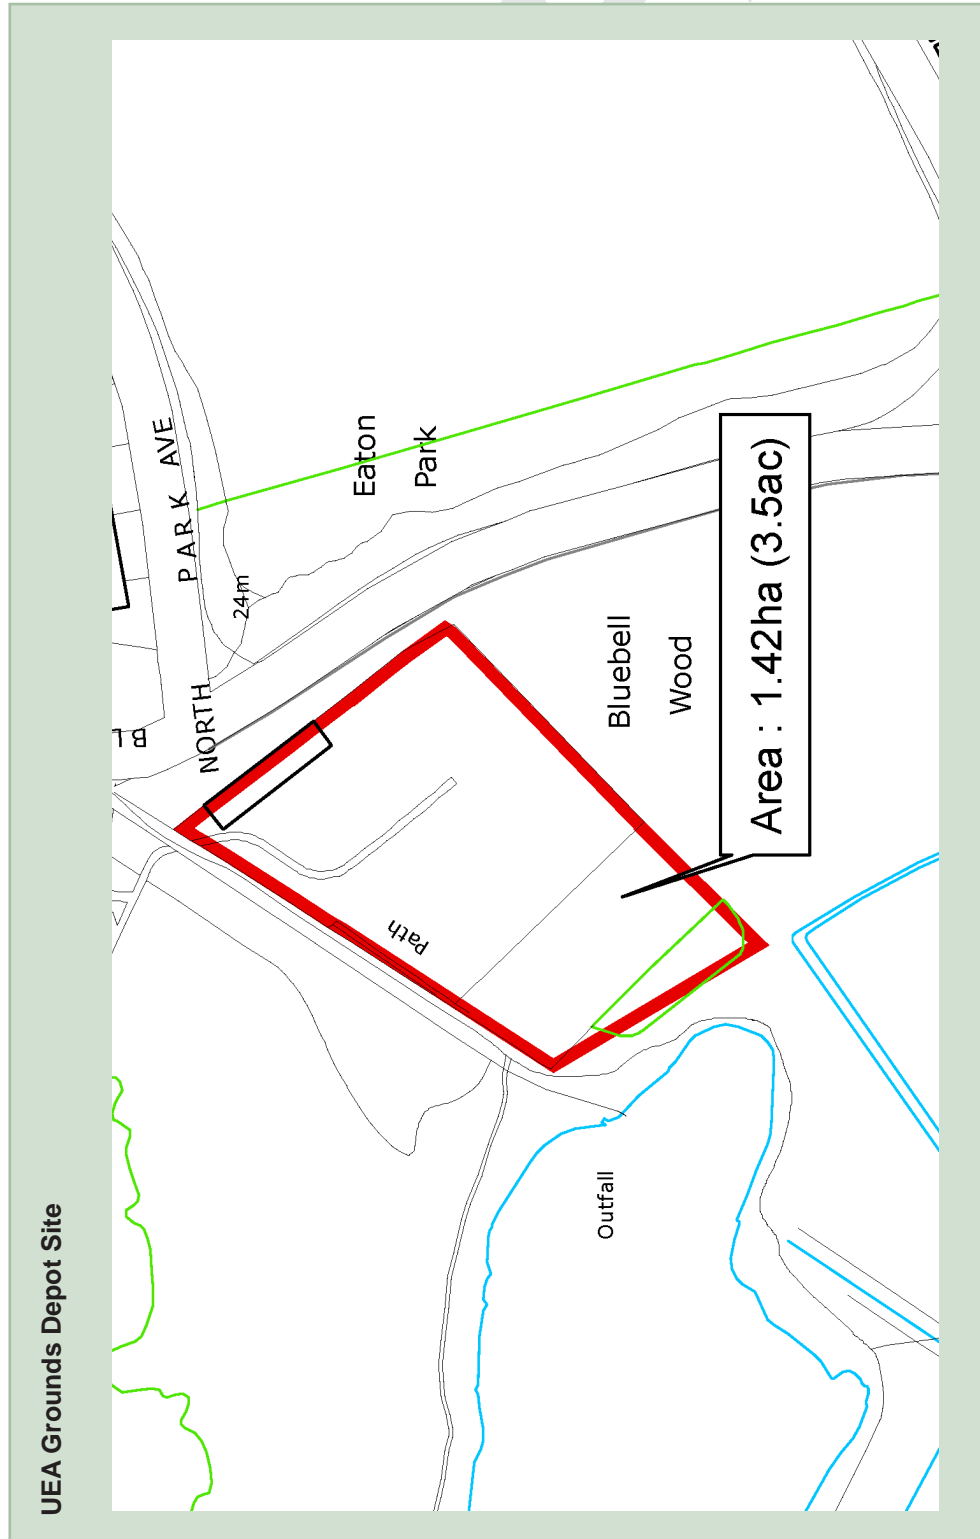 UEA Grounds Depot Site
NORTH PARK AVE
24m
Eaton
Park
Path
Bluebell
Wood
Area : 1.42ha (3.5ac)
Outfall